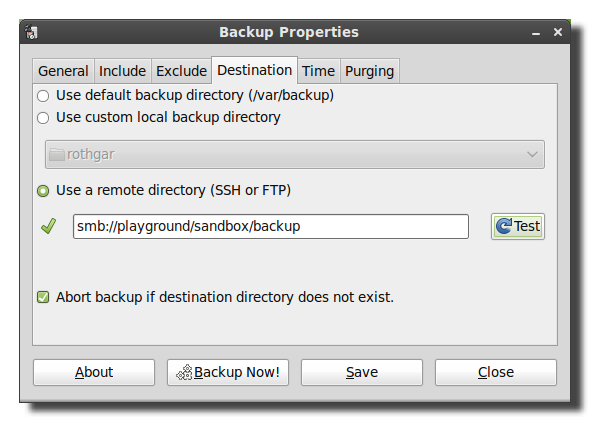 Backup Properties
General Include Exclude Destination Time Purging
Use default backup directory (/var/backup)
Use custom local backup directory
rothgar
Use a remote directory (SSH or FTP)
smb://playground/sandbox/backup Test
Abort backup if destination directory does not exist.
About Backup Now! Save Close